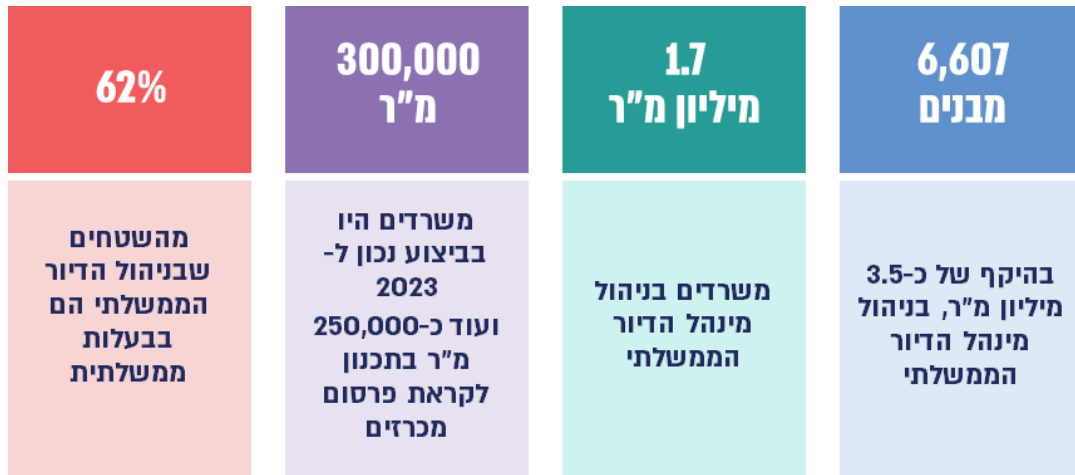 6,607
מבנים
בהיקף של כ-3.5
מיליון מ"ר, בניהול
מינהל הדיור
הממשלתי
1.7
מיליון מ"ר
משרדים בניהול
מינהל הדיור
הממשלתי
300,000
מ"ר
משרדים היו
בביצוע נכון ל-
2023
ועוד כ-250,000
מ"ר בתכנון
לקראת פרסום
מכרזים
62%
מהשטחים
שבניהול הדיור
הממשלתי הם
בבעלות
ממשלתית